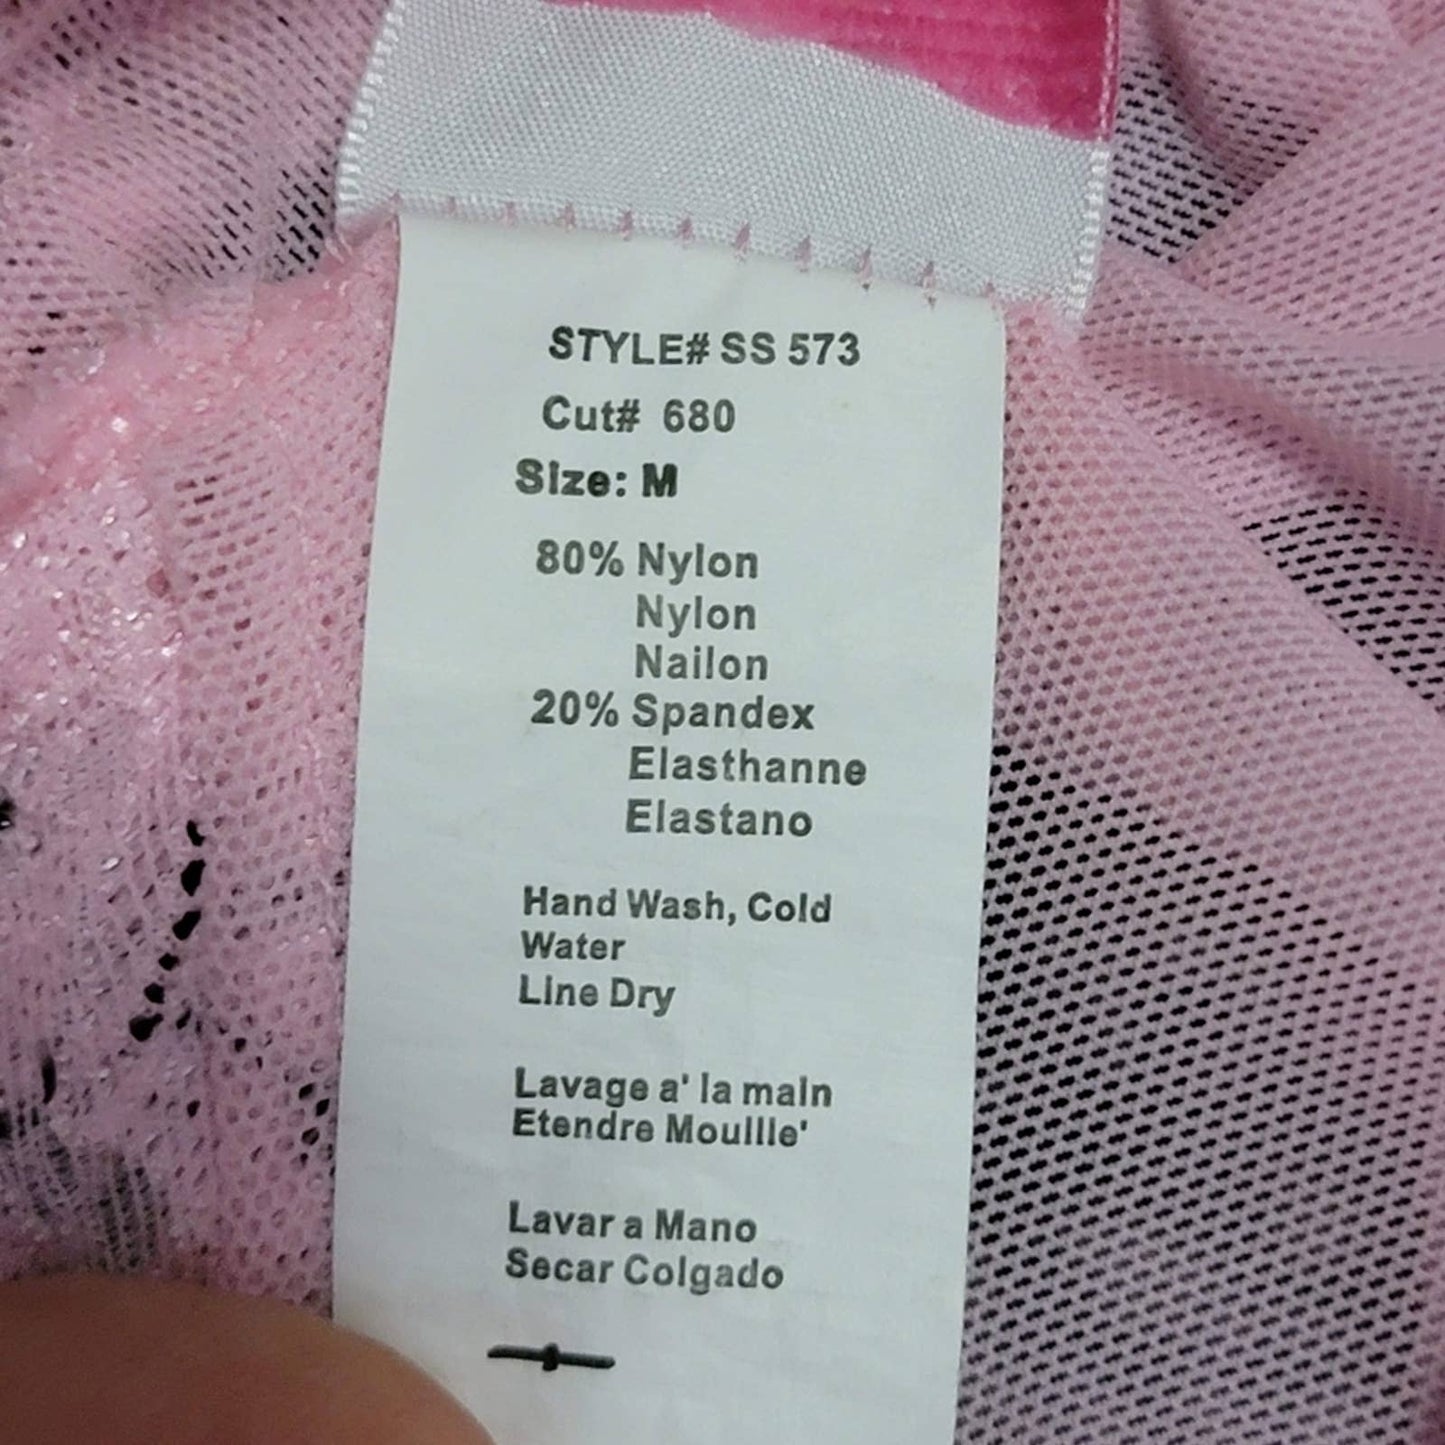 STYLE# SS 573
Cut# 680
Size: M
80% Nylon
Nylon
Nailon
20% Spandex
Elasthanne
Elastano
Hand Wash, Cold
Water
Line Dry
Lavage a' la main
Etendre Mouille'
Lavar a Mano
Secar Colgado